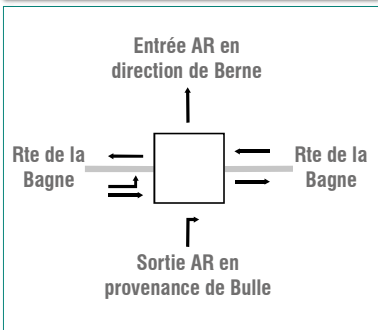 Entrée AR en
direction de Berne
Rte de la
Bagne
Rte de la
Bagne
Sortie AR en
provenance de Bulle